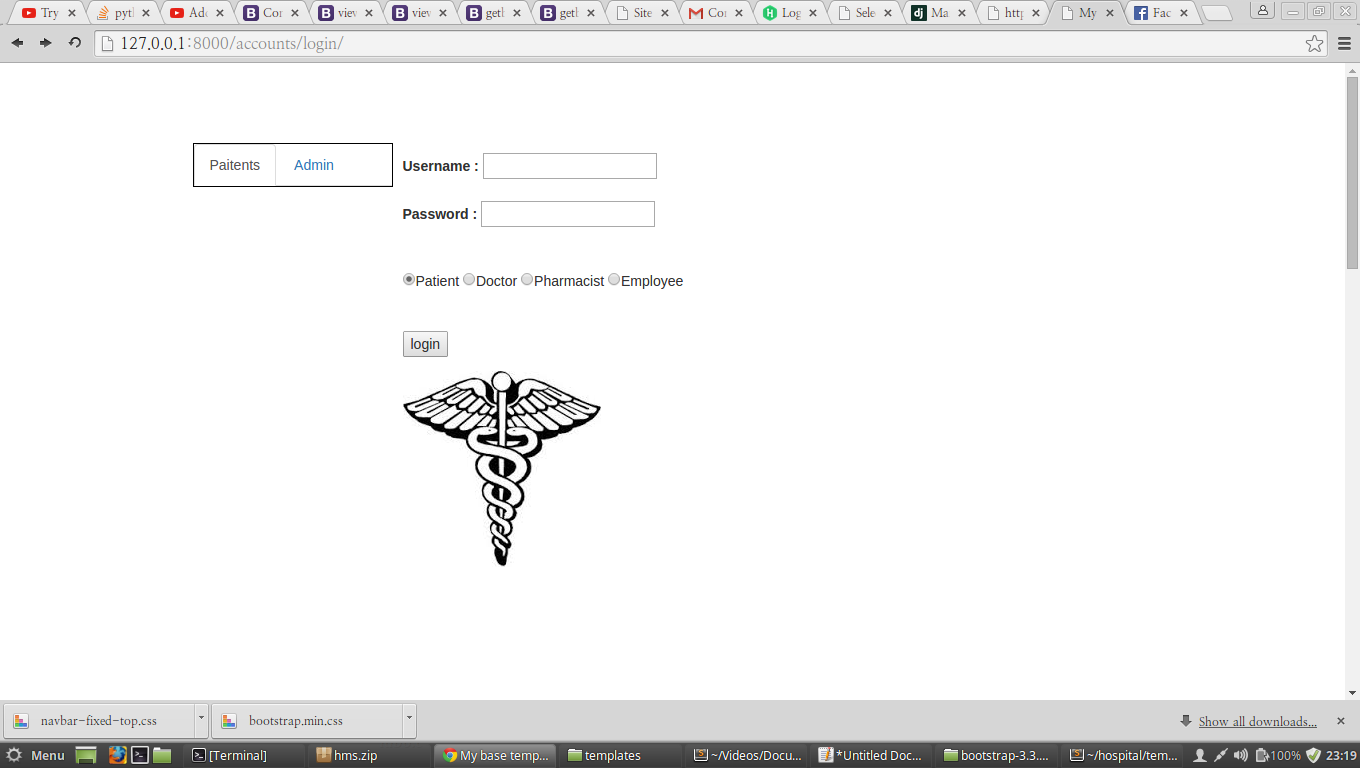 Try pytl Ado Cor view view getl getl Site Cor Log Sele Ma http My Fac
127.0.0.1:8000/accounts/login/
Paitents Admin Username :
Password :
Patient Doctor Pharmacist Employee
login
navbar-fixed-top.css bootstrap.min.css Show all downloads...
Menu [Terminal] hms.zip My base temp... templates ~/Videos/Docu... *Untitled Doc... bootstrap-3.3.... ~/hospital/tem... 100% 23:19